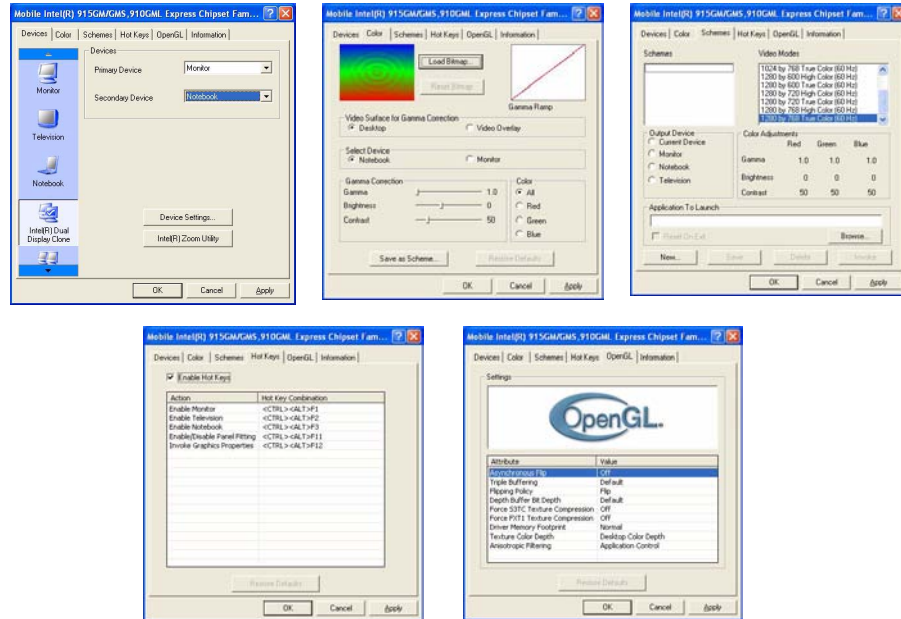 Mobile Intel(R) 915GM/GMS,910GML Express Chipset Fam...
Devices Color Schemes Hot Keys OpenGL Information
Monitor
Television
Notebook
Intel(R) Dual
Display Clone
Devices
Primary Device Monitor
Secondary Device Notebook
Device Settings...
Intel(R) Zoom Utility
OK Cancel Apply
Mobile Intel(R) 915GM/GMS,910GML Express Chipset Fam...
Devices Color Schemes Hot Keys OpenGL Information
Load Bitmap...
Reset Bitmap
Gamma Ramp
Video Surface for Gamma Correction
Desktop Video Overlay
Select Device
Notebook Monitor
Gamma Correction
Gamma 1.0
Brightness 0
Contrast 50
Color
All
Red
Green
Blue
Save as Scheme... Restore Defaults
OK Cancel Apply
Mobile Intel(R) 915GM/GMS,910GML Express Chipset Fam...
Devices Color Schemes Hot Keys OpenGL Information
Schemes
Video Modes
1024 by 768 True Color (60 Hz)
1280 by 600 High Color (60 Hz)
1280 by 600 True Color (60 Hz)
1280 by 720 High Color (60 Hz)
1280 by 720 True Color (60 Hz)
1280 by 768 High Color (60 Hz)
1280 by 768 True Color (60 Hz)
Output Device
Current Device
Monitor
Notebook
Television
Color Adjustments
Red Green Blue
Gamma 1.0 1.0 1.0
Brightness 0 0 0
Contrast 50 50 50
Application To Launch
Reset On Exit
Browse...
New... Save Delete Invoke
OK Cancel Apply
Mobile Intel(R) 915GM/GMS,910GML Express Chipset Fam...
Devices Color Schemes Hot Keys OpenGL Information
Enable Hot Keys
Action Hot Key Combination
Enable Monitor <CTRL><ALT>F1
Enable Television <CTRL><ALT>F2
Enable Notebook <CTRL><ALT>F3
Enable/Disable Panel Fitting <CTRL><ALT>F11
Invoke Graphics Properties <CTRL><ALT>F12
Restore Defaults
OK Cancel Apply
Mobile Intel(R) 915GM/GMS,910GML Express Chipset Fam...
Devices Color Schemes Hot Keys OpenGL Information
Settings
OpenGL.
Attribute Value
Asynchronous Flip Off
Triple Buffering Default
Flipping Policy Flip
Depth Buffer Bit Depth Default
Force S3TC Texture Compression Off
Force FXT1 Texture Compression Off
Driver Memory Footprint Normal
Texture Color Depth Desktop Color Depth
Anisotropic Filtering Application Control
Restore Defaults
OK Cancel Apply